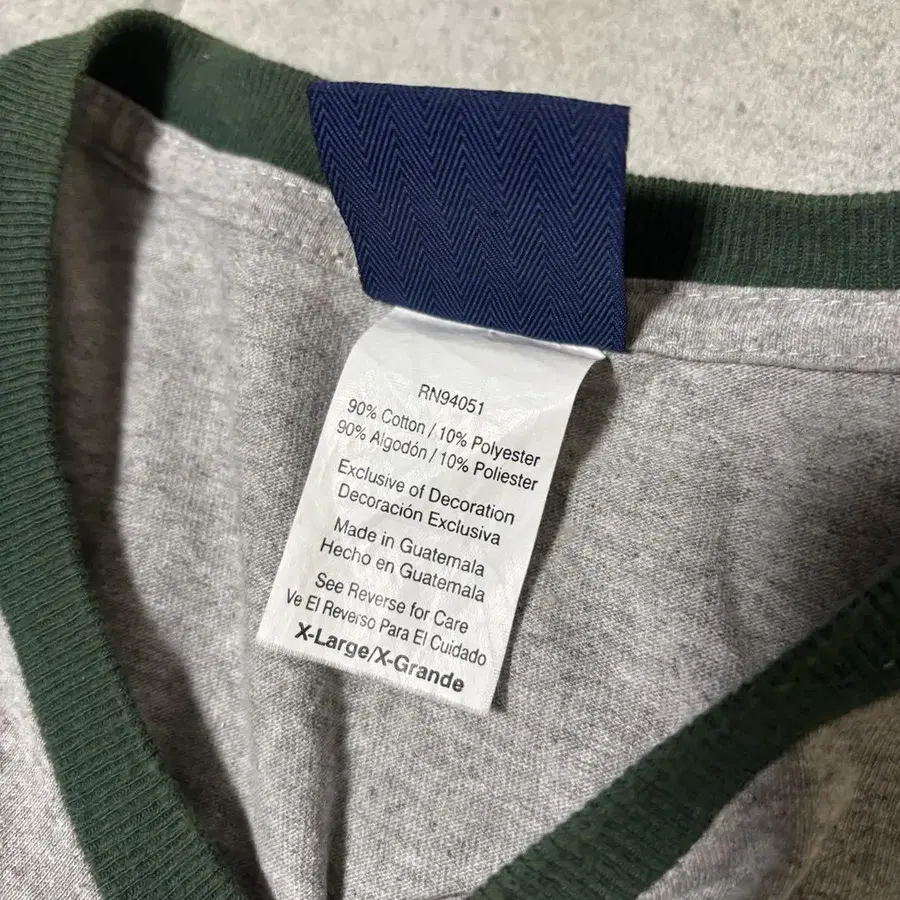 RN94051
90% Cotton / 10% Polyester
90% Algodón / 10% Poliester
Exclusive of Decoration
Decoración Exclusiva
Made in Guatemala
Hecho en Guatemala
See Reverse for Care
Ve El Reverso Para El Cuidado
X-Large/X-Grande